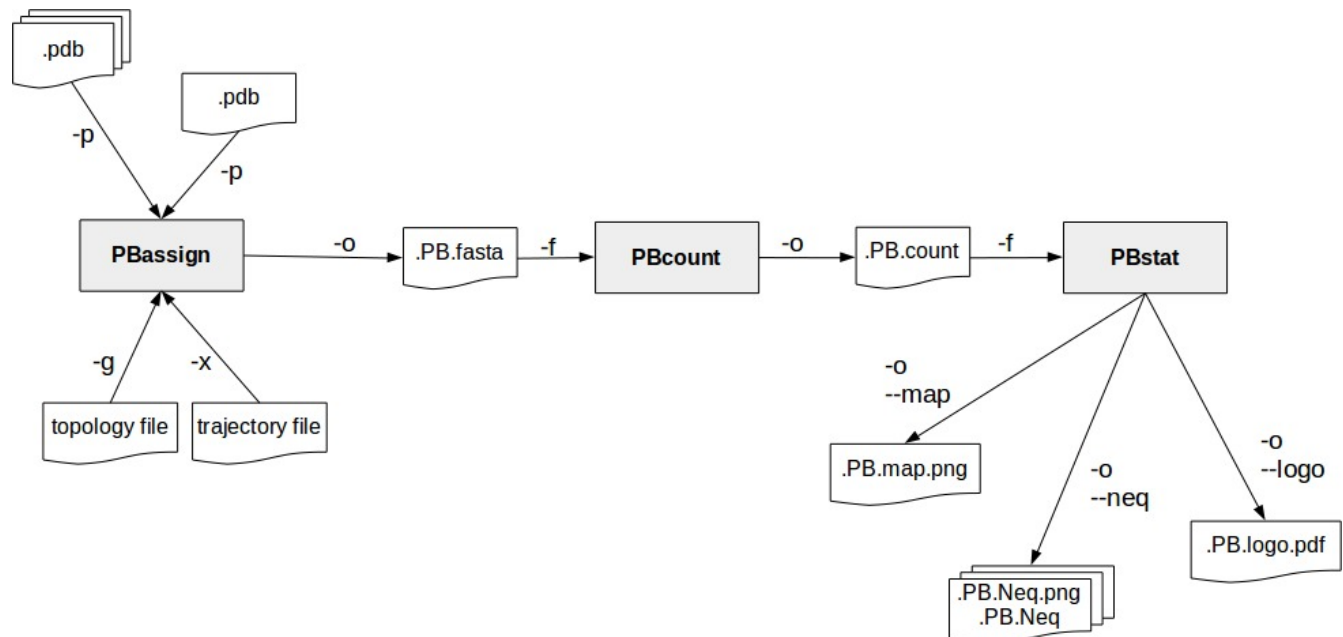 .pdb
.pdb
-p
-p
PBassign
-o
.PB.fasta
-f
PBcount
-o
.PB.count
-f
PBstat
-g
-x
topology file
trajectory file
-o
--map
.PB.map.png
-o
--neq
-o
--logo
.PB.logo.pdf
.PB.Neq.png
.PB.Neq